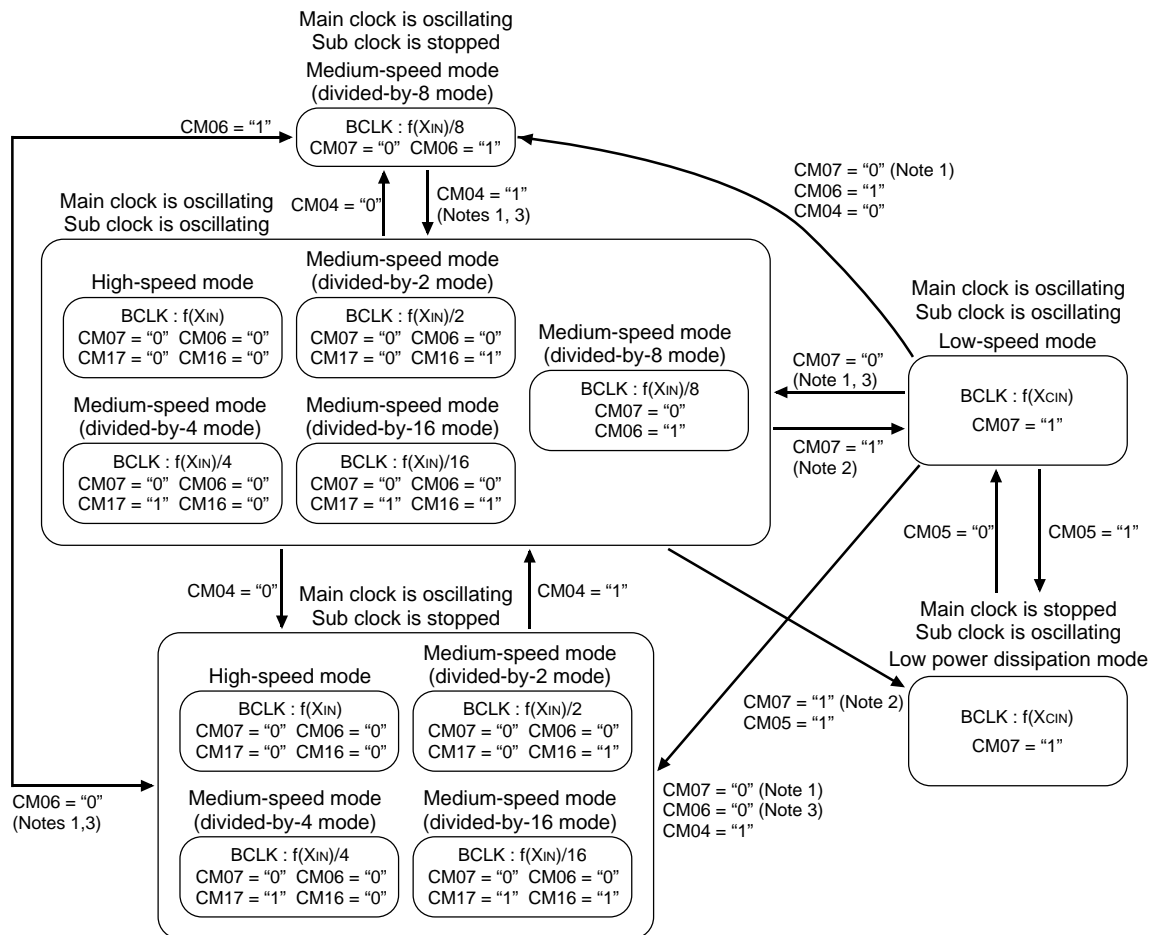 Main clock is oscillating
Sub clock is stopped
Medium-speed mode
(divided-by-8 mode)
BCLK : f(XIN)/8
CM07 = “0” CM06 = “1”
CM06 = “1”
CM04 = “0”
CM04 = “1”
(Notes 1, 3)
CM07 = “0” (Note 1)
CM06 = “1”
CM04 = “0”
Main clock is oscillating
Sub clock is oscillating
High-speed mode
BCLK : f(XIN)
CM07 = “0” CM06 = “0”
CM17 = “0” CM16 = “0”
Medium-speed mode
(divided-by-2 mode)
BCLK : f(XIN)/2
CM07 = “0” CM06 = “0”
CM17 = “0” CM16 = “1”
Medium-speed mode
(divided-by-8 mode)
BCLK : f(XIN)/8
CM07 = “0”
CM06 = “1”
Medium-speed mode
(divided-by-4 mode)
BCLK : f(XIN)/4
CM07 = “0” CM06 = “0”
CM17 = “1” CM16 = “0”
Medium-speed mode
(divided-by-16 mode)
BCLK : f(XIN)/16
CM07 = “0” CM06 = “0”
CM17 = “1” CM16 = “1”
CM07 = “0”
(Note 1, 3)
CM07 = “1”
(Note 2)
Main clock is oscillating
Sub clock is oscillating
Low-speed mode
BCLK : f(XCIN)
CM07 = “1”
CM05 = “0”
CM05 = “1”
Main clock is stopped
Sub clock is oscillating
Low power dissipation mode
BCLK : f(XCIN)
CM07 = “1”
CM07 = “1” (Note 2)
CM05 = “1”
CM04 = “0”
CM04 = “1”
Main clock is oscillating
Sub clock is stopped
High-speed mode
BCLK : f(XIN)
CM07 = “0” CM06 = “0”
CM17 = “0” CM16 = “0”
Medium-speed mode
(divided-by-2 mode)
BCLK : f(XIN)/2
CM07 = “0” CM06 = “0”
CM17 = “0” CM16 = “1”
Medium-speed mode
(divided-by-4 mode)
BCLK : f(XIN)/4
CM07 = “0” CM06 = “0”
CM17 = “1” CM16 = “0”
Medium-speed mode
(divided-by-16 mode)
BCLK : f(XIN)/16
CM07 = “0” CM06 = “0”
CM17 = “1” CM16 = “1”
CM06 = “0”
(Notes 1,3)
CM07 = “0” (Note 1)
CM06 = “0” (Note 3)
CM04 = “1”